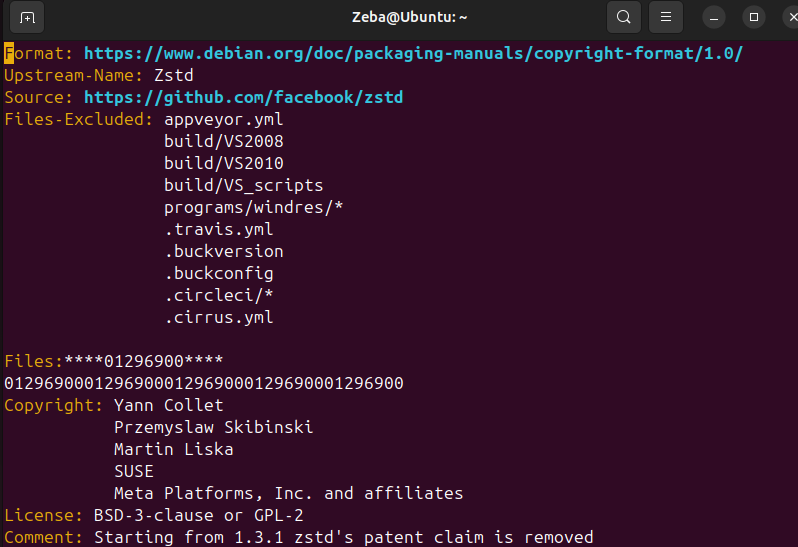 Zeba@Ubuntu: ~
Format: https://www.debian.org/doc/packaging-manuals/copyright-format/1.0/
Upstream-Name: Zstd
Source: https://github.com/facebook/zstd
Files-Excluded: appveyor.yml
build/VS2008
build/VS2010
build/VS_scripts
programs/windres/*
.travis.yml
.buckversion
.buckconfig
.circleci/*
.cirrus.yml
Files:****01296900****
0129690001296900012969000129690001296900
Copyright: Yann Collet
Przemyslaw Skibinski
Martin Liska
SUSE
Meta Platforms, Inc. and affiliates
License: BSD-3-clause or GPL-2
Comment: Starting from 1.3.1 zstd's patent claim is removed